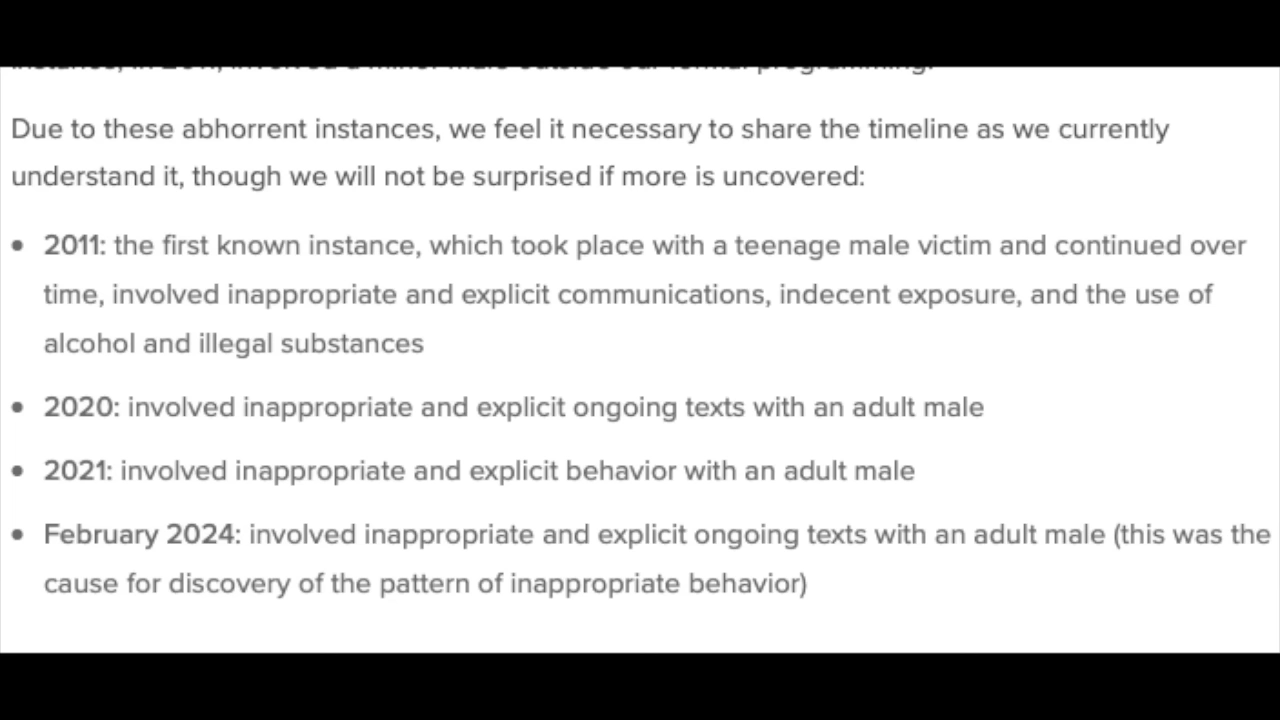 Due to these abhorrent instances, we feel it necessary to share the timeline as we currently
understand it, though we will not be surprised if more is uncovered:
• 2011: the first known instance, which took place with a teenage male victim and continued over
time, involved inappropriate and explicit communications, indecent exposure, and the use of
alcohol and illegal substances
• 2020: involved inappropriate and explicit ongoing texts with an adult male
• 2021: involved inappropriate and explicit behavior with an adult male
• February 2024: involved inappropriate and explicit ongoing texts with an adult male (this was the
cause for discovery of the pattern of inappropriate behavior)